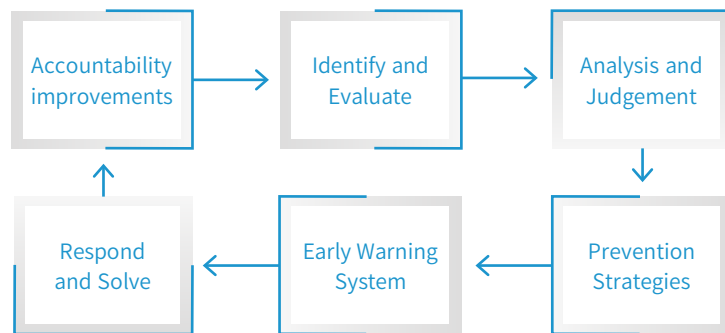 Accountability
improvements
Identify and
Evaluate
Analysis and
Judgement
Respond
and Solve
Early Warning
System
Prevention
Strategies